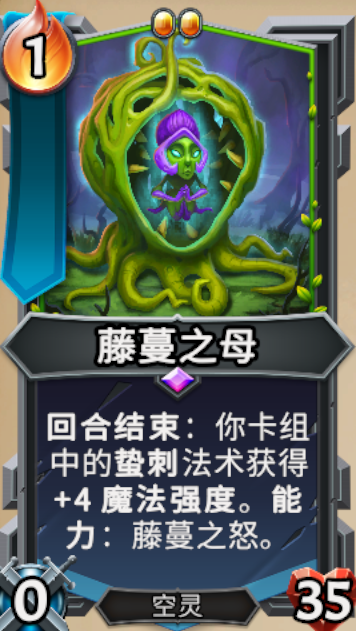 1
藤蔓之母
回合结束：你卡组
中的蛰刺法术获得
+4 魔法强度。能
力：藤蔓之怒。
0
空灵
35